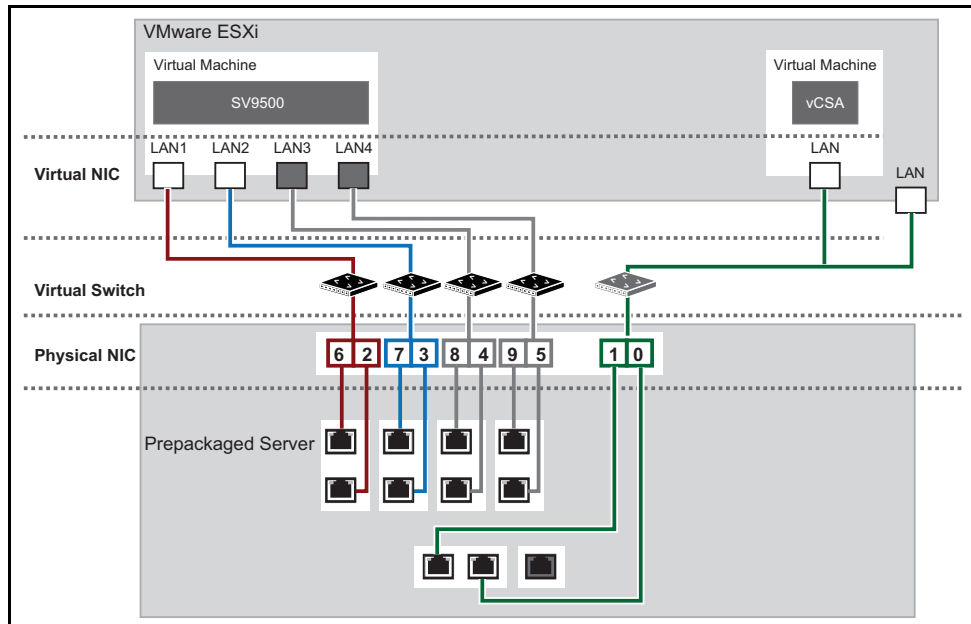 VMware ESXi
Virtual Machine Virtual Machine
SV9500 vCSA
LAN1 LAN2 LAN3 LAN4 LAN
Virtual NIC LAN
Virtual Switch
Physical NIC 6 2 7 3 8 4 9 5 1 0
Prepackaged Server